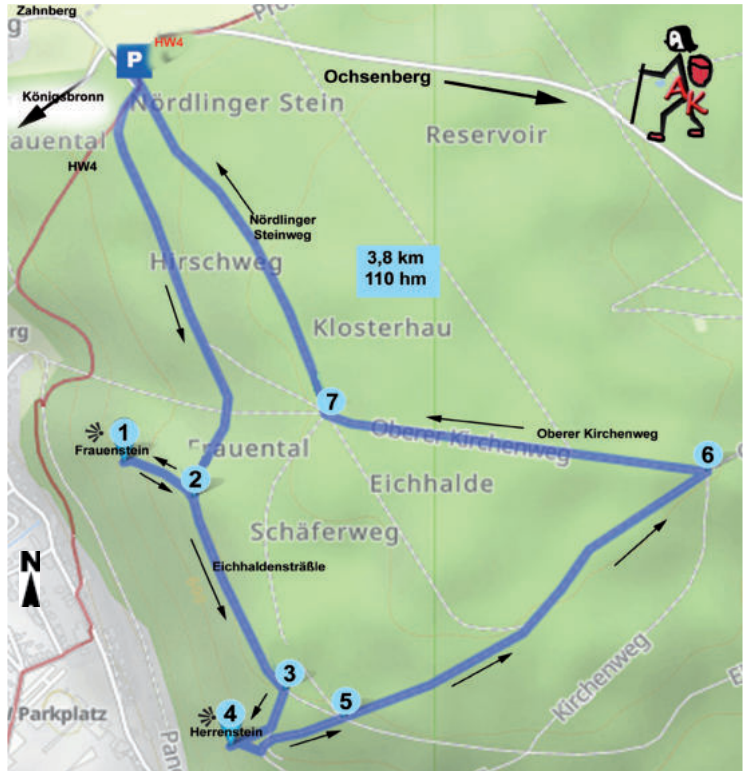 Zahnberg
HW4
P
Königsbronn
Nördlinger Stein
Ochsenberg
AK
Reservoir
auental
HW4
Nördlinger
Steinweg
3,8 km
110 hm
Hirschweg
Klosterhau
7
1
Frauenstein
Frauental
Oberer Kirchenweg
Oberer Kirchenweg
6
2
Eichhalde
Schäferweg
N
Eichhaldensträßle
3
5
4
Herrenstein
Parkplatz
Kirchenweg